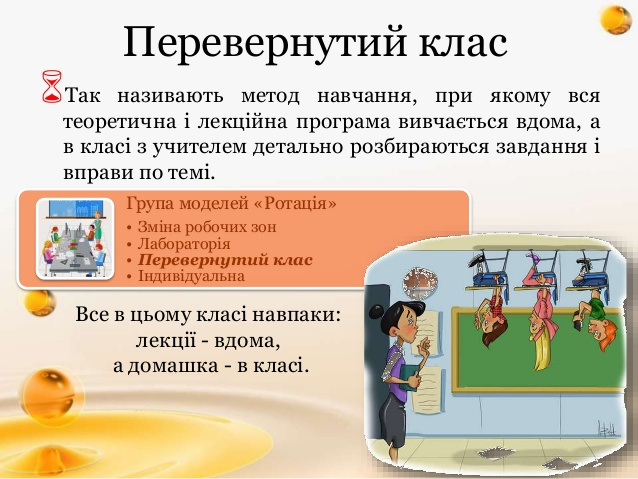 Перевернутий клас
Так називають метод навчання, при якому вся
теоретична і лекційна програма вивчається вдома, а
в класі з учителем детально розбираються завдання і
вправи по темі.
Група моделей «Ротація»
• Зміна робочих зон
• Лабораторія
• Перевернутий клас
• Індивідуальна
Все в цьому класі навпаки:
лекції - вдома,
а домашка - в класі.